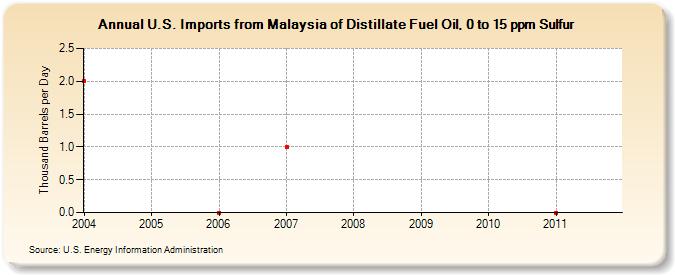 Annual U.S. Imports from Malaysia of Distillate Fuel Oil, 0 to 15 ppm Sulfur
Thousand Barrels per Day
2.5
2.0
1.5
1.0
0.5
0.0
2004 2005 2006 2007 2008 2009 2010 2011
Source: U.S. Energy Information Administration